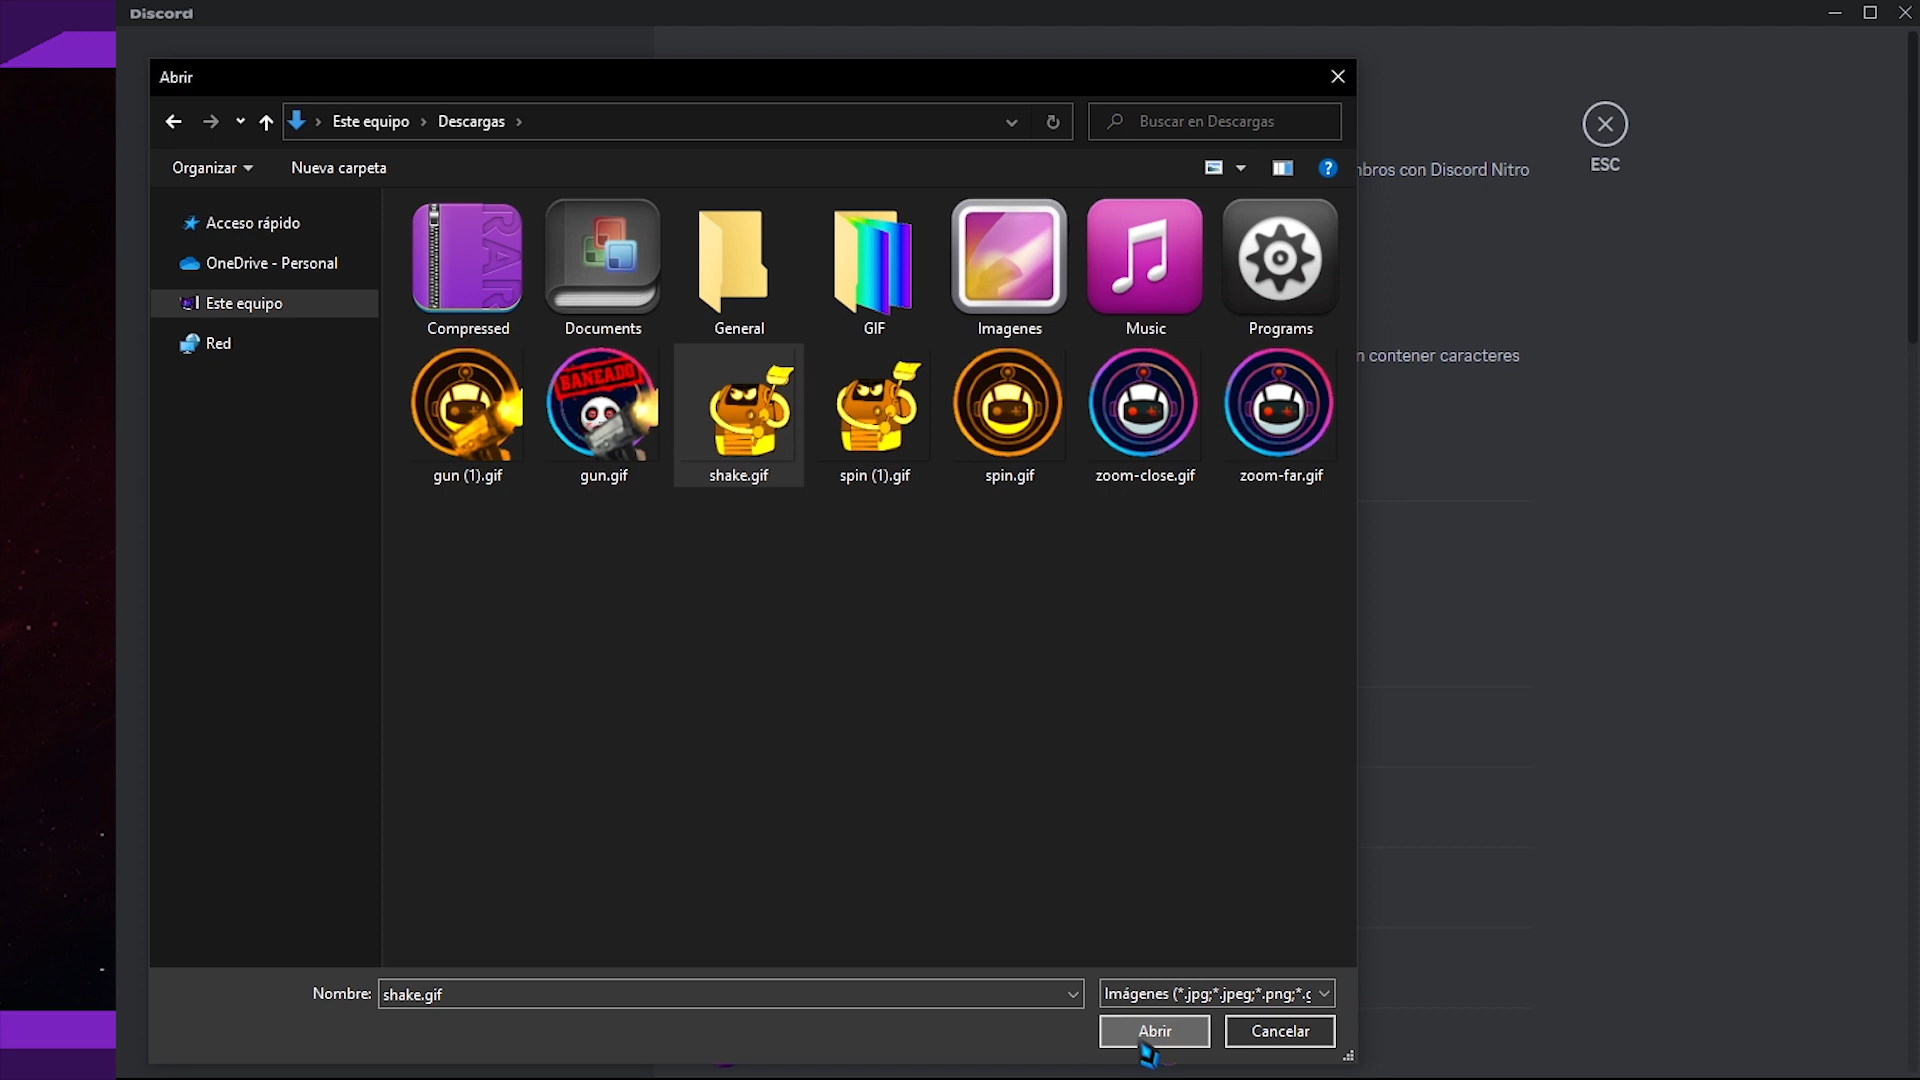 Discord
Abrir
Este equipo
Descargas
Buscar en Descargas
Organizar
Nueva carpeta
Acceso rápido
OneDrive - Personal
Este equipo
Red
RAR
Compressed
Documents
General
GIF
Imagenes
Music
Programs
BANEADO
gun (1).gif
gun.gif
shake.gif
spin (1).gif
spin.gif
zoom-close.gif
zoom-far.gif
con Discord Nitro
ESC
contener caracteres
Nombre:
shake.gif
Imágenes (*.jpg;*.jpeg;*.png;*.g
Abrir
Cancelar